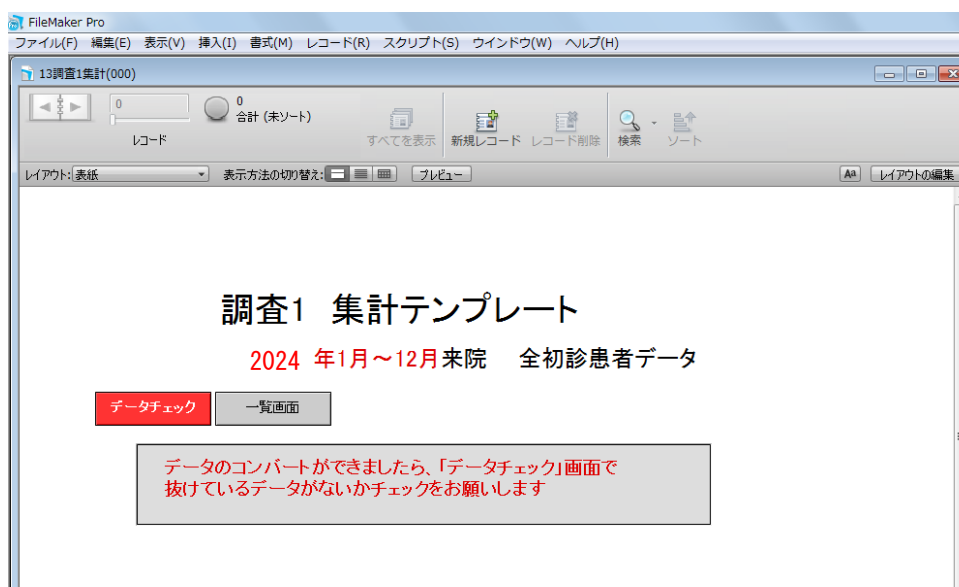 FileMaker Pro
ファイル(F) 編集(E) 表示(V) 挿入(I) 書式(M) レコード(R) スクリプト(S) ウインドウ(W) ヘルプ(H)
13調査1集計(000)
0
0
合計 (未ソート)
レコード
すべてを表示 新規レコード レコード削除 検索 ソート
レイアウト: 表紙 表示方法の切り替え: プレビュー Aa レイアウトの編集
調査1 集計テンプレート
2024 年1月～12月来院 全初診患者データ
データチェック 一覧画面
データのコンバートができましたら、「データチェック」画面で
抜けているデータがないかチェックをお願いします